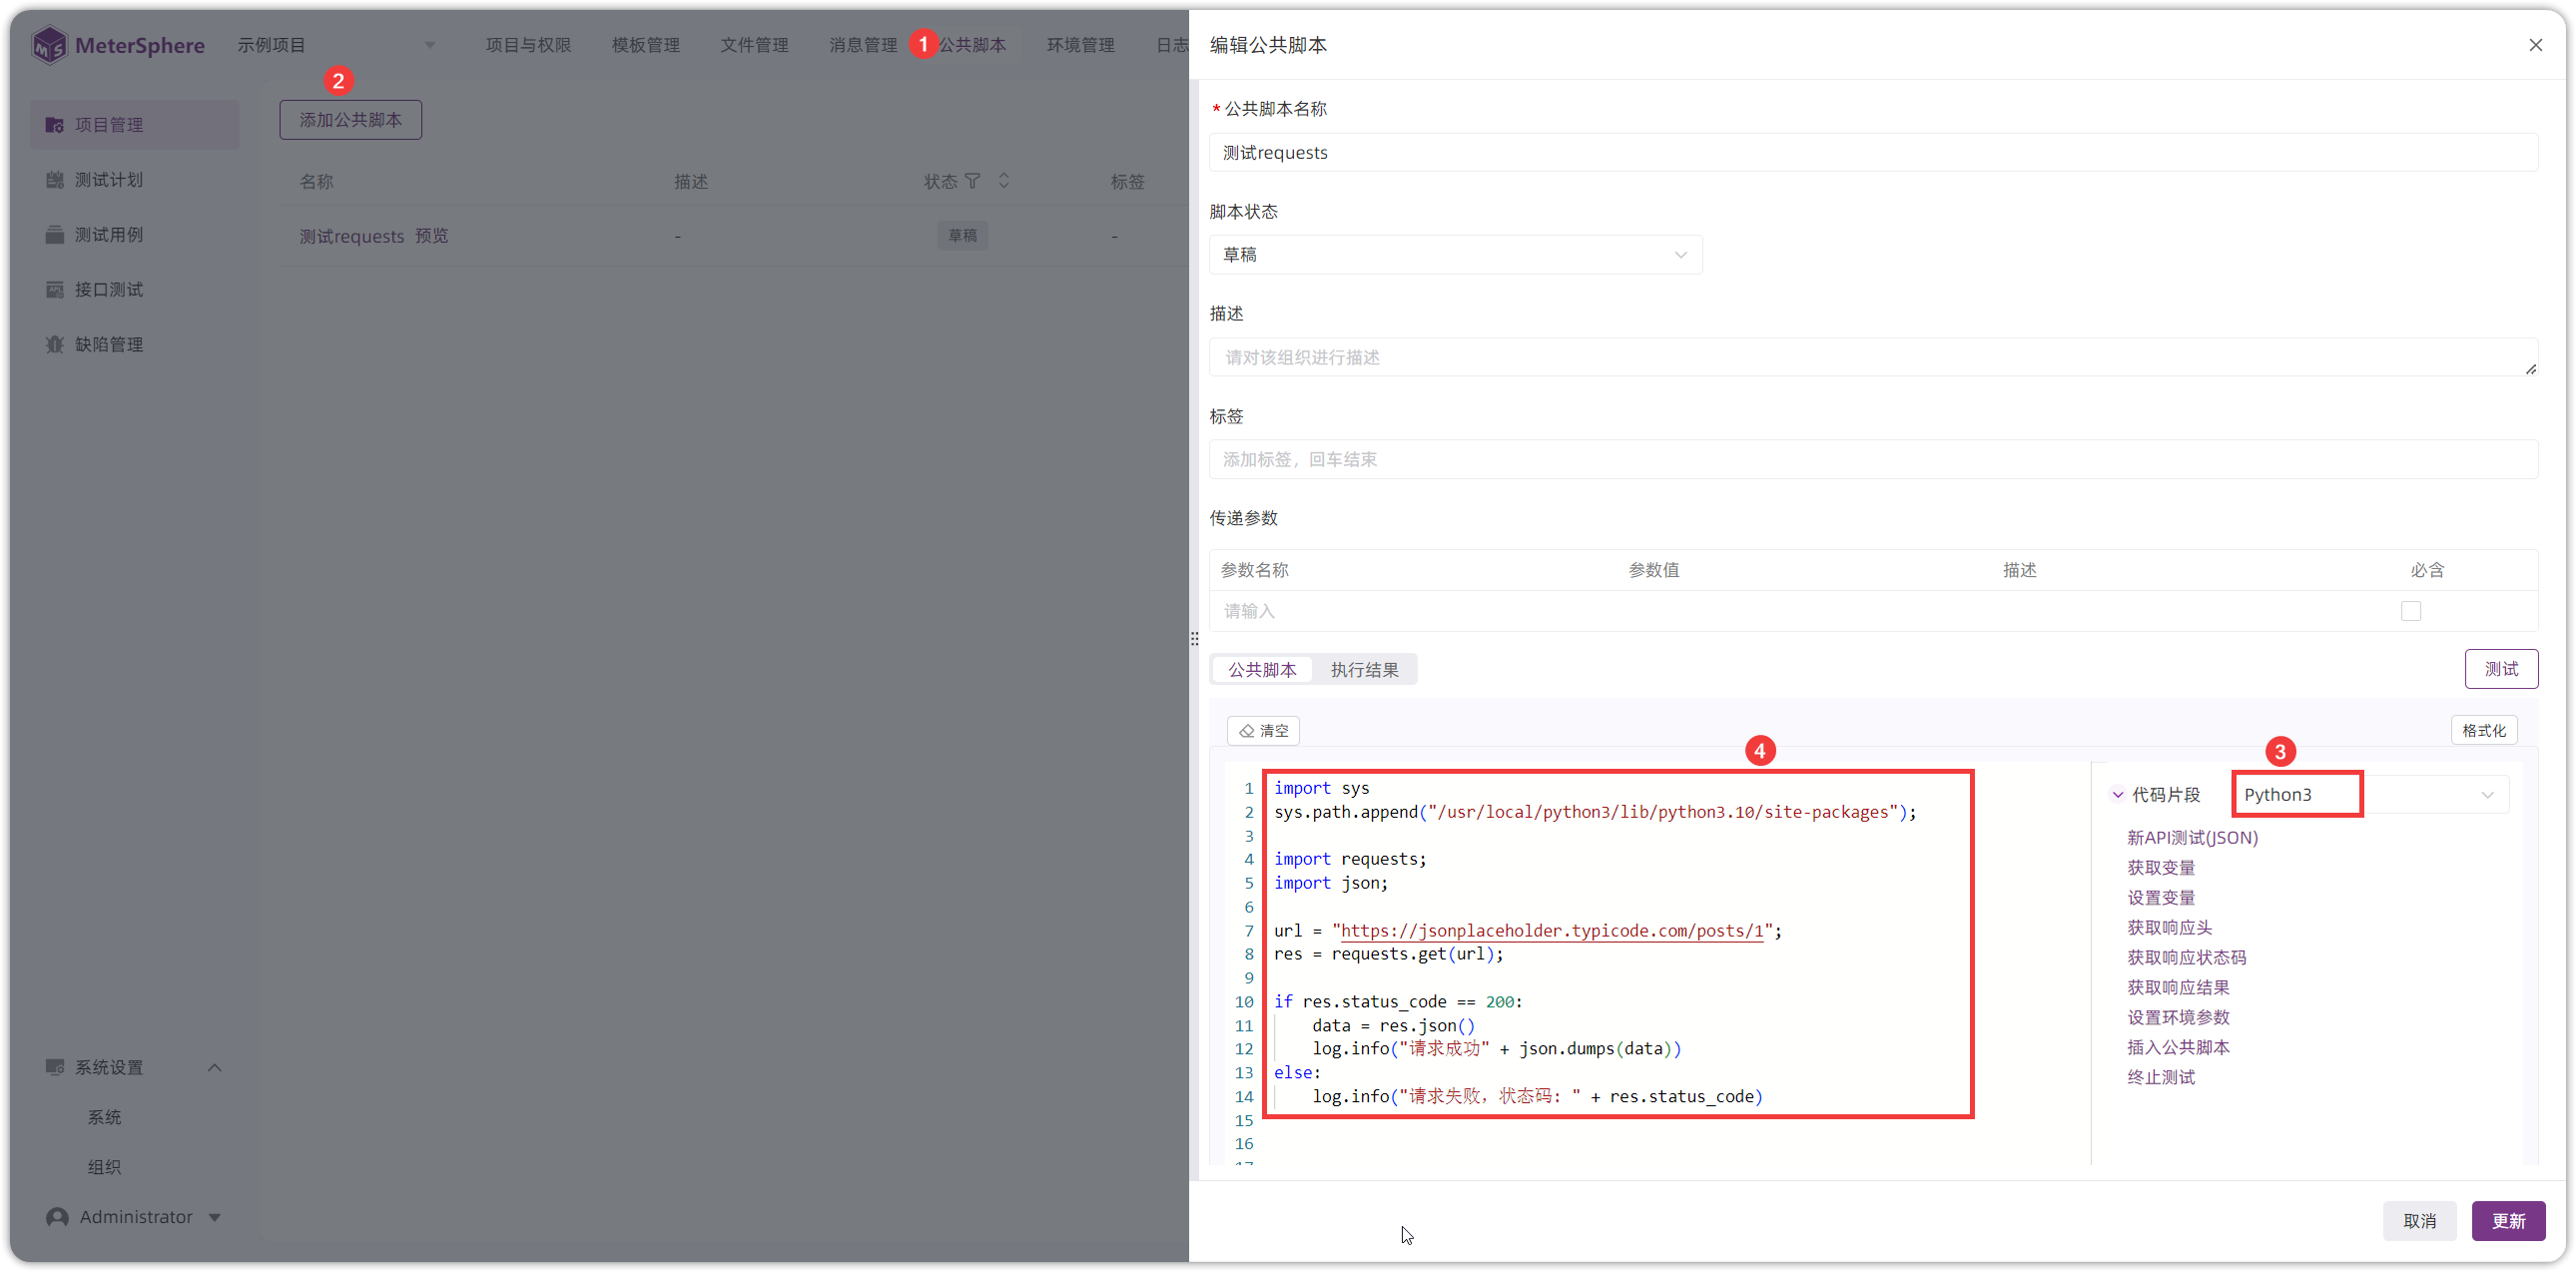 MeterSphere 示例项目 项目与权限 模板管理 文件管理 消息管理 1 公共脚本 环境管理 日志
2
项目管理
测试计划
测试用例
接口测试
缺陷管理
系统设置
系统
组织
Administrator
添加公共脚本
名称 描述 状态 标签
测试requests 预览 - 草稿 -
编辑公共脚本
* 公共脚本名称
测试requests
脚本状态
草稿
描述
请对该组织进行描述
标签
添加标签，回车结束
传递参数
参数名称 参数值 描述 必含
请输入
公共脚本 执行结果 测试
清空 格式化
4 3
1 import sys
2 sys.path.append("/usr/local/python3/lib/python3.10/site-packages");
3
4 import requests;
5 import json;
6
7 url = "https://jsonplaceholder.typicode.com/posts/1";
8 res = requests.get(url);
9
10 if res.status_code == 200:
11 data = res.json()
12 log.info("请求成功" + json.dumps(data))
13 else:
14 log.info("请求失败，状态码：" + res.status_code)
15
16
代码片段 Python3
新API测试(JSON)
获取变量
设置变量
获取响应头
获取响应状态码
获取响应结果
设置环境参数
插入公共脚本
终止测试
取消 更新